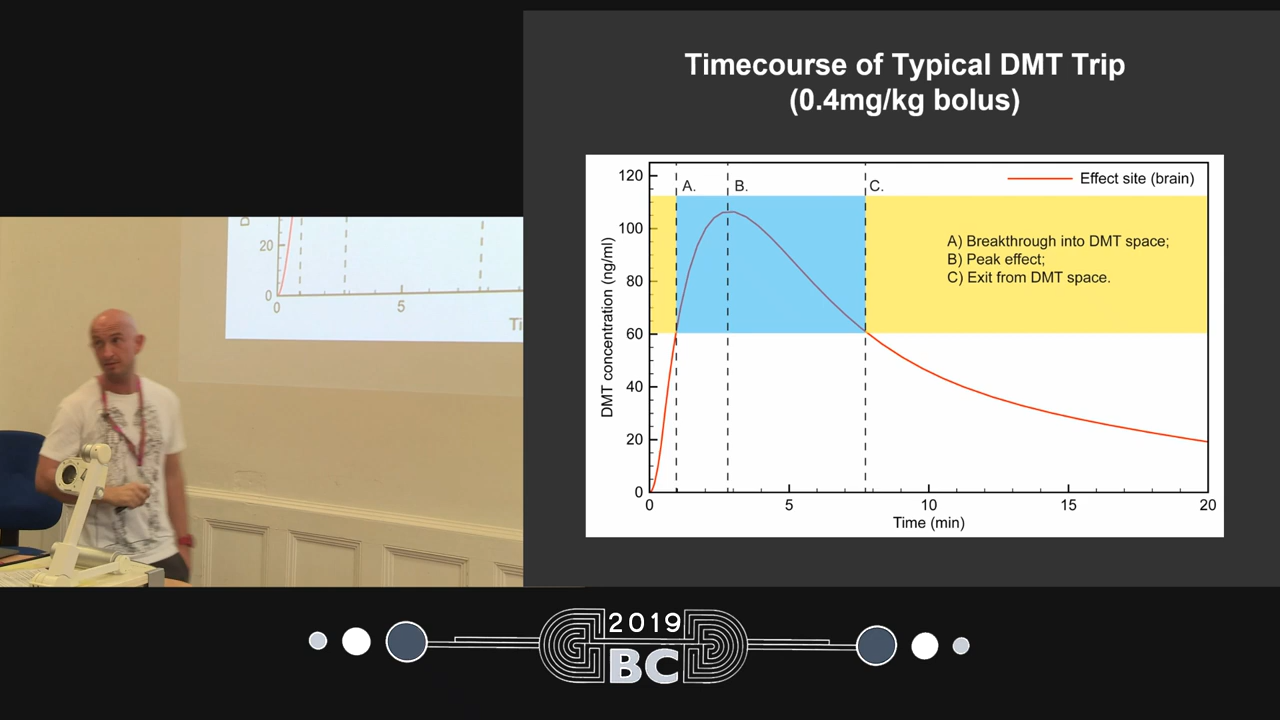 Timecourse of Typical DMT Trip
(0.4mg/kg bolus)
120
100
80
60
40
20
0
DMT concentration (ng/ml)
A.
B.
C.
Effect site (brain)
A) Breakthrough into DMT space;
B) Peak effect;
C) Exit from DMT space.
0
5
10
15
20
Time (min)
20
0
0
5
2019
BC